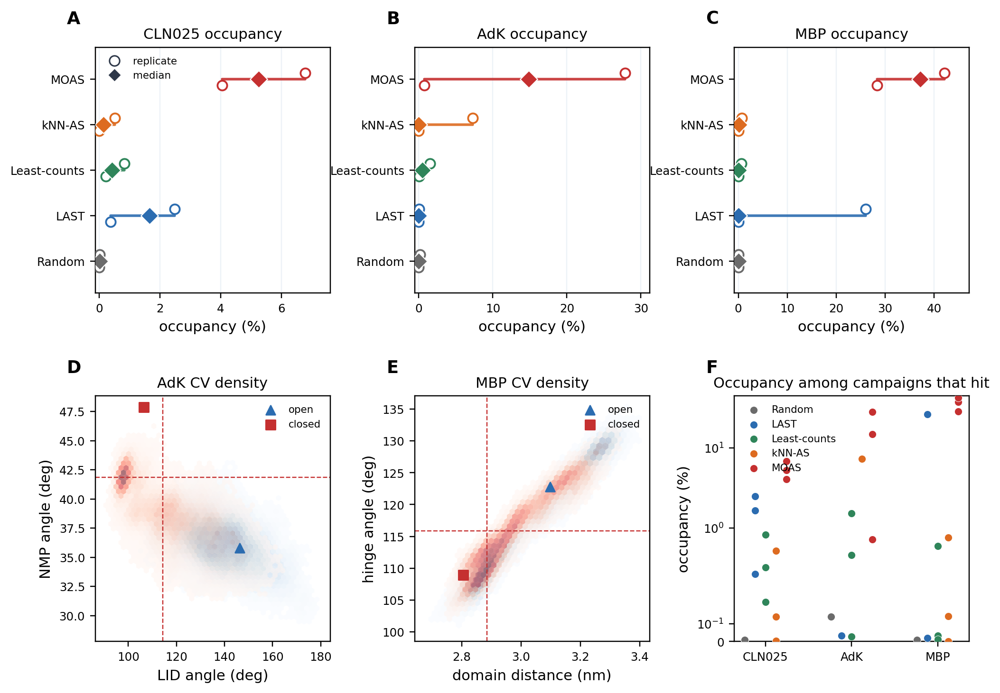 A
CLN025 occupancy
replicate
median
MOAS
kNN-AS
Least-counts
LAST
Random
0 2 4 6
occupancy (%)
B
AdK occupancy
MOAS
kNN-AS
Least-counts
LAST
Random
0 10 20 30
occupancy (%)
C
MBP occupancy
MOAS
kNN-AS
Least-counts
LAST
Random
0 10 20 30 40
occupancy (%)
D
AdK CV density
open
closed
NMP angle (deg)
47.5
45.0
42.5
40.0
37.5
35.0
32.5
30.0
100 120 140 160 180
LID angle (deg)
E
MBP CV density
open
closed
hinge angle (deg)
135
130
125
120
115
110
105
100
2.8 3.0 3.2 3.4
domain distance (nm)
F
Occupancy among campaigns that hit
Random
LAST
Least-counts
kNN-AS
MOAS
occupancy (%)
10¹
10⁰
10⁻¹
0
CLN025 AdK MBP